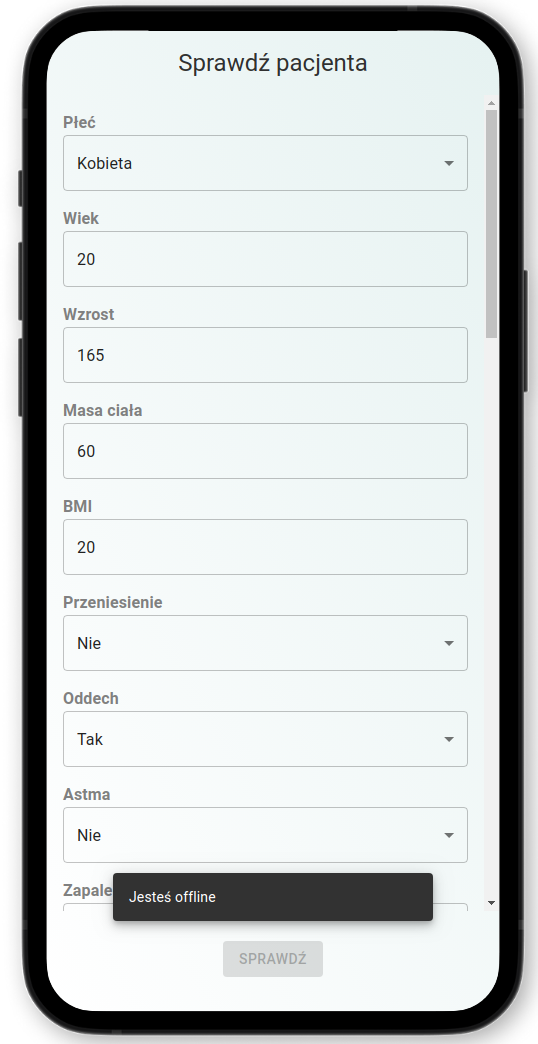 Sprawdź pacjenta
Płeć
Kobieta
Wiek
20
Wzrost
165
Masa ciała
60
BMI
20
Przeniesienie
Nie
Oddech
Tak
Astma
Nie
Zapale
Jesteś offline
SPRAWDŹ